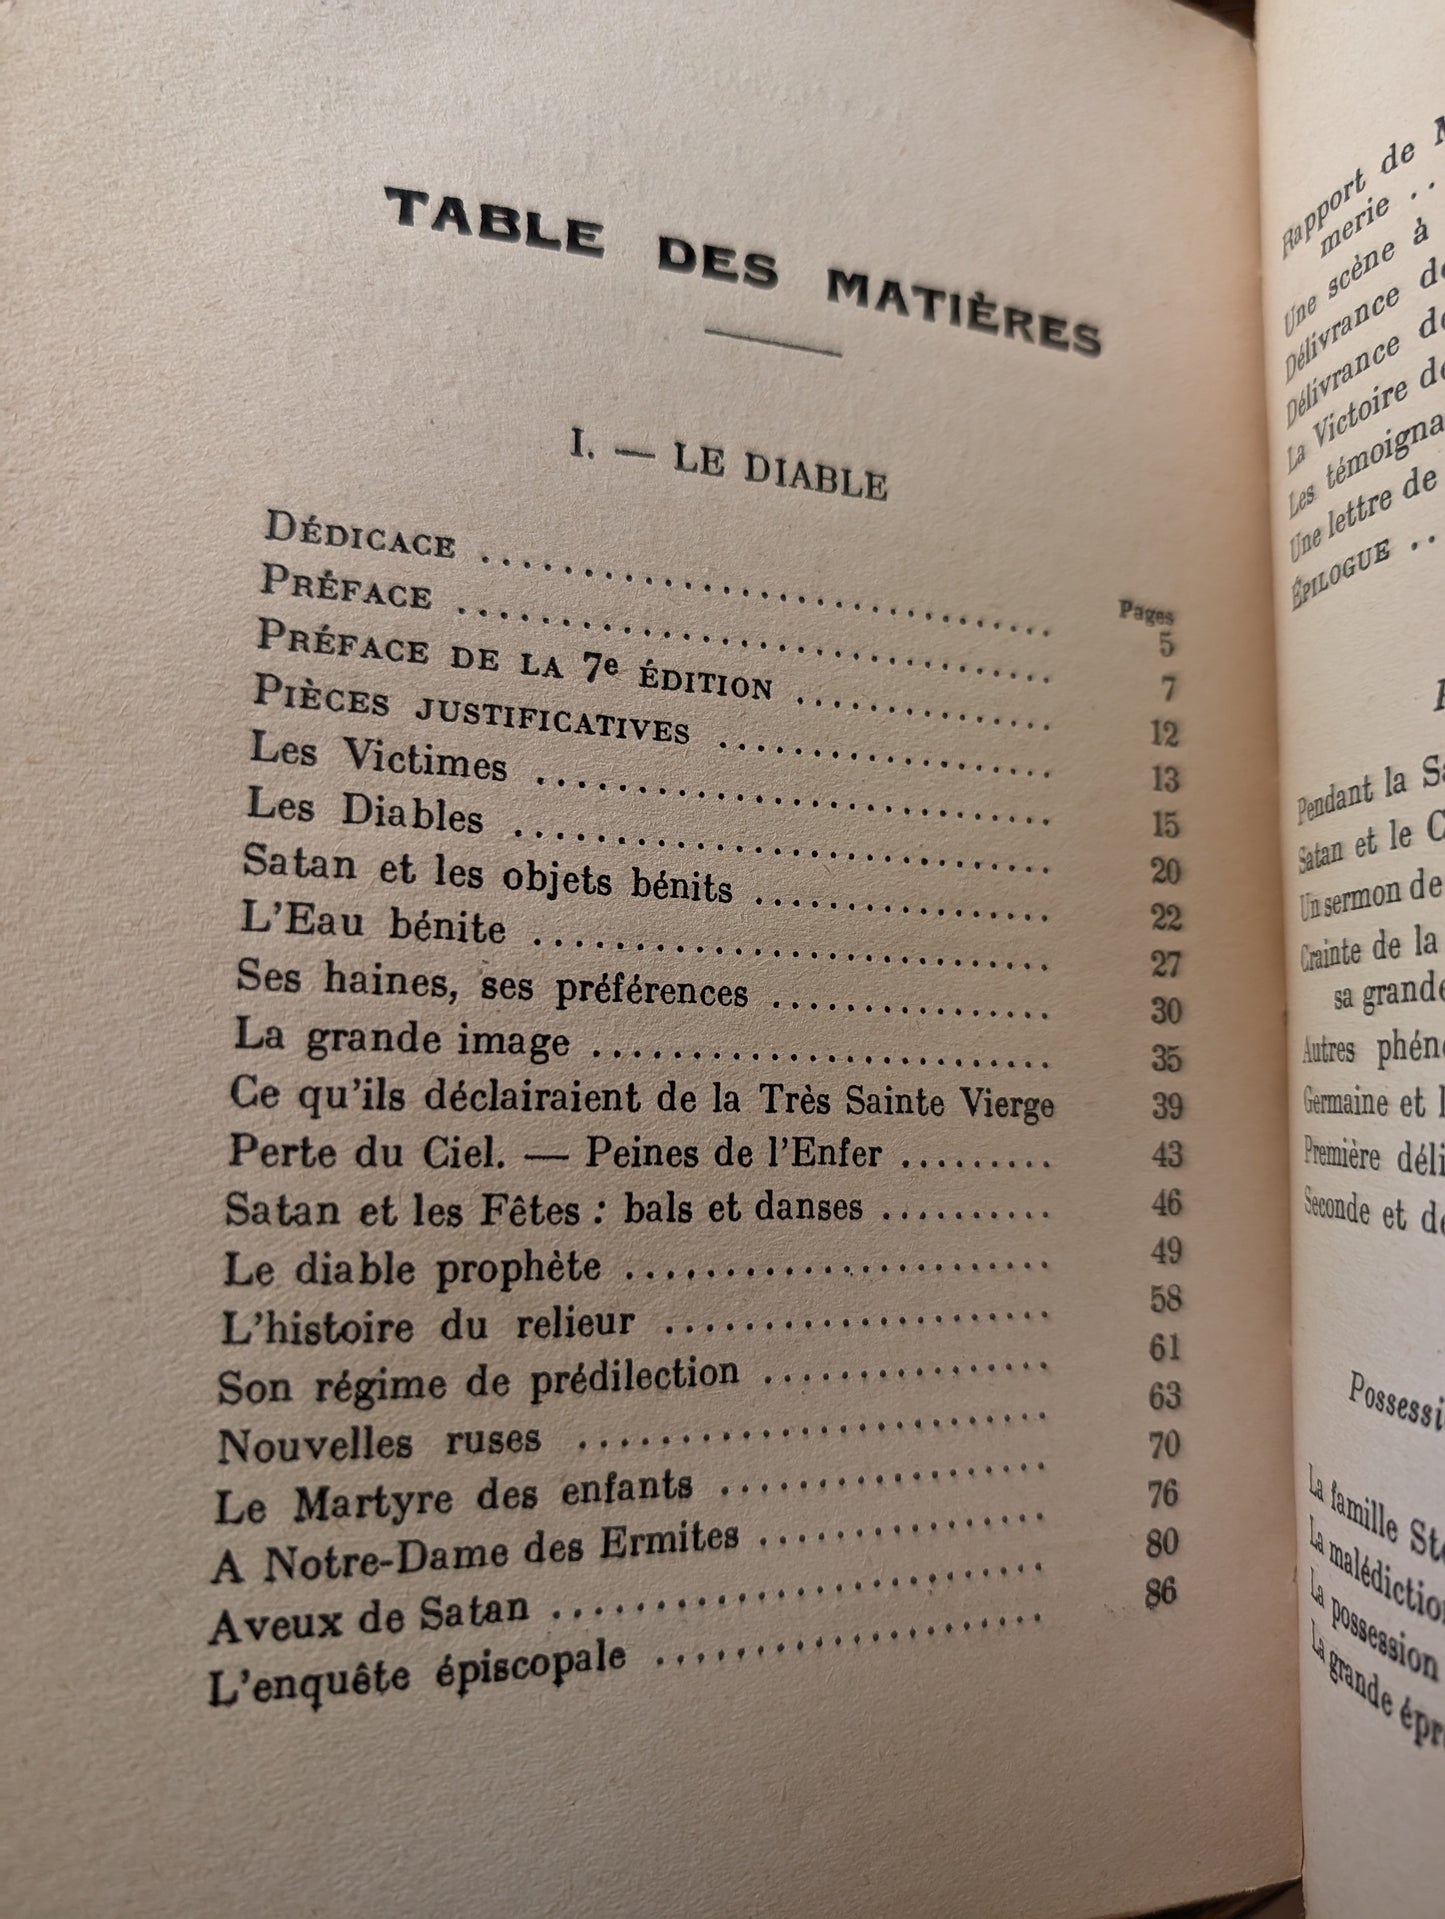 TABLE DES MATIÈRES
I. — LE DIABLE
Pages
DÉDICACE .............................. 5
PRÉFACE .............................. 7
PRÉFACE DE LA 7e ÉDITION .............. 12
PIÈCES JUSTIFICATIVES .................. 13
Les Victimes .............................. 15
Les Diables .............................. 20
Satan et les objets bénits .................. 22
L'Eau bénite .............................. 27
Ses haines, ses préférences ................ 30
La grande image .......................... 35
Ce qu'ils déclairaient de la Très Sainte Vierge 39
Perte du Ciel. — Peines de l'Enfer ......... 43
Satan et les Fêtes : bals et danses .......... 46
Le diable prophète ........................ 49
L'histoire du relieur ...................... 58
Son régime de prédilection ................ 61
Nouvelles ruses .......................... 63
Le Martyre des enfants .................... 70
A Notre-Dame des Ermites ................ 76
Aveux de Satan .......................... 80
L'enquête épiscopale ...................... 86
Rapport de
merie ..
Une scène à
Délivrance
Délivrance
La Victoire
Les
Une lettre de
ÉPILOGUE ..
Pendant la
Satan et le
Un sermon de
Crainte de la
sa grande
Autres
Germaine et
Première
Seconde et
La famille
La
La possession
La grande